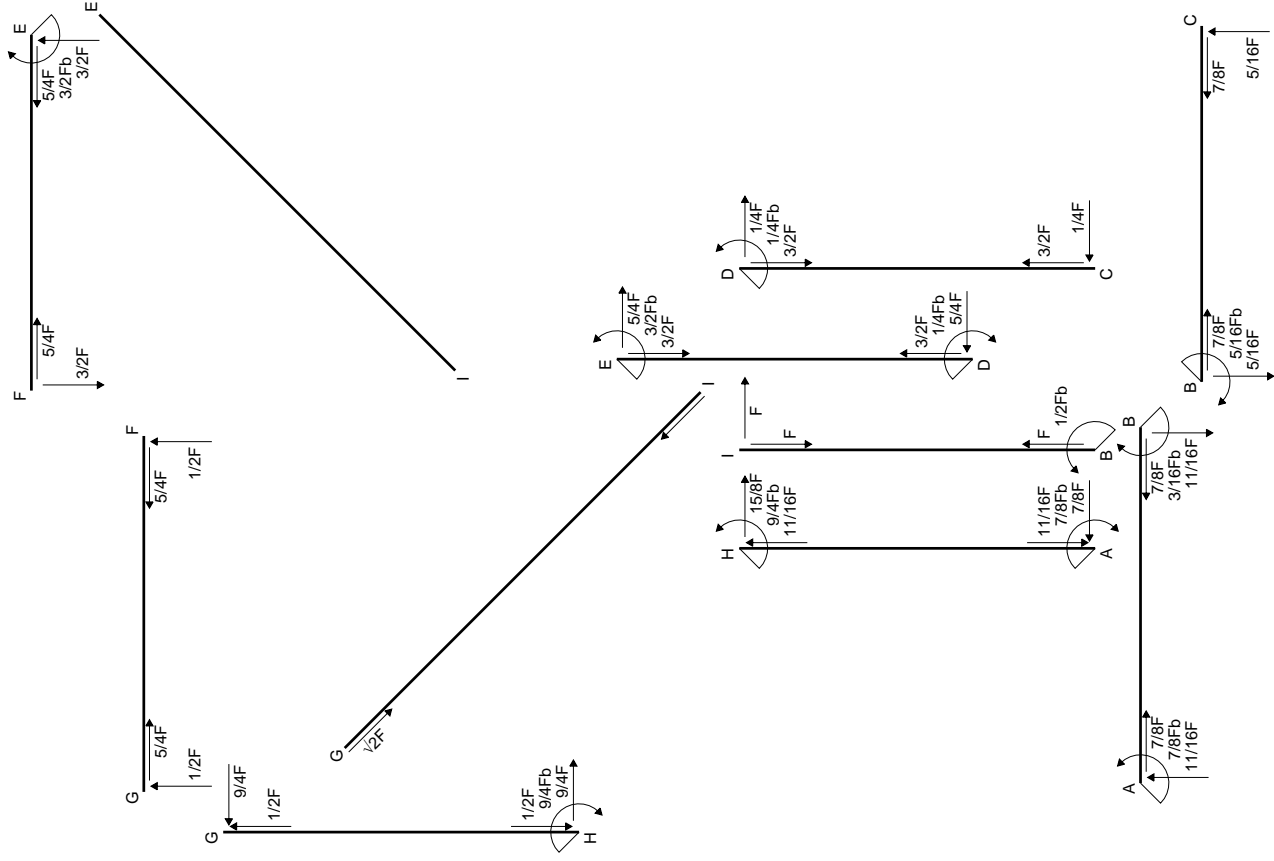 E
5/4F
3/2Fb
3/2F
5/4F
3/2F
F
E
I
F
5/4F
1/2F
5/4F
1/2F
G
G
√2F
I
G
9/4F
1/2F
1/2F
9/4Fb
9/4F
H
E
5/4F
3/2Fb
3/2F
3/2F
1/4Fb
5/4F
D
D
1/4F
1/4Fb
3/2F
3/2F
1/4F
C
I
F
F
F
1/2Fb
B
H
15/8F
9/4Fb
11/16F
11/16F
7/8Fb
7/8F
A
C
7/8F
5/16F
7/8F
5/16Fb
5/16F
B
B
7/8F
3/16Fb
11/16F
7/8F
7/8Fb
11/16F
A